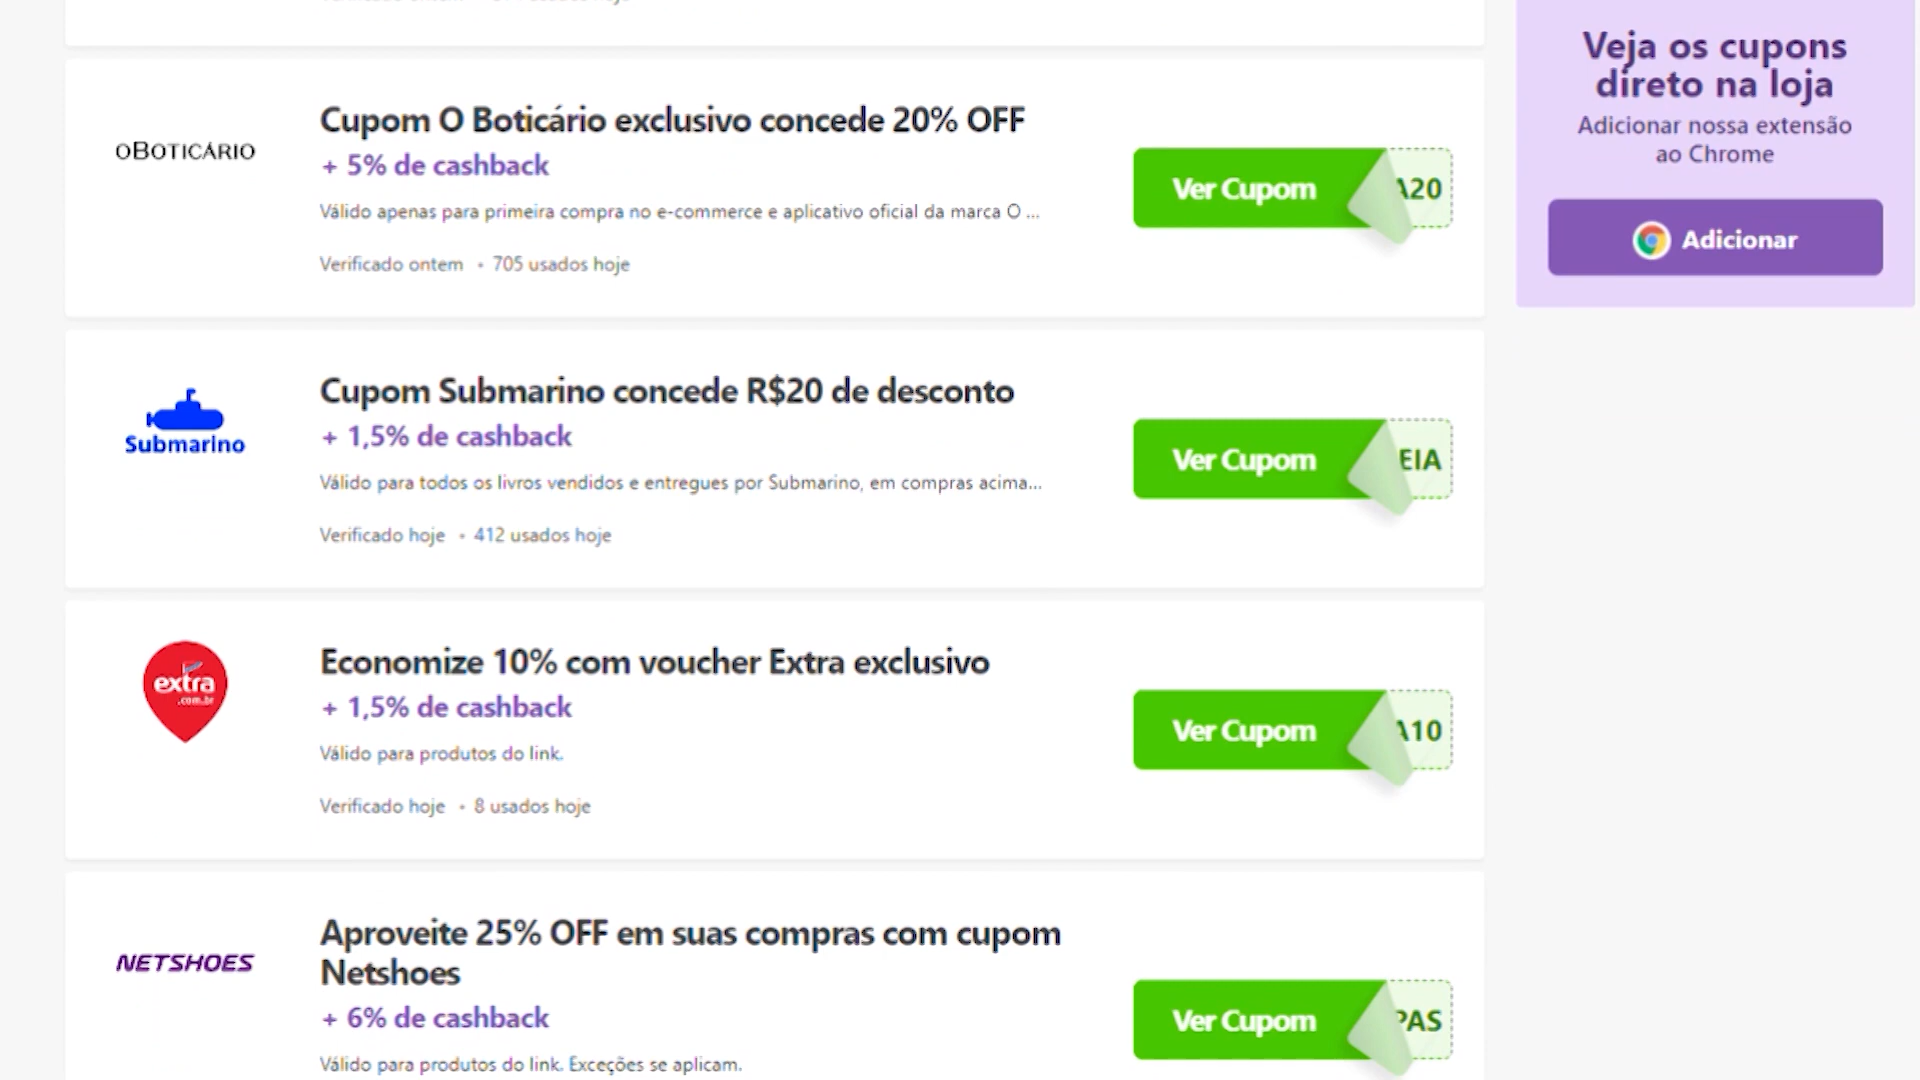 Veja os cupons
direto na loja
Adicionar nossa extensão
ao Chrome
Adicionar
OBOTICÁRIO
Cupom O Boticário exclusivo concede 20% OFF
+ 5% de cashback
Válido apenas para primeira compra no e-commerce e aplicativo oficial da marca O ...
Verificado ontem • 705 usados hoje
Ver Cupom A20
Submarino
Cupom Submarino concede R$20 de desconto
+ 1,5% de cashback
Válido para todos os livros vendidos e entregues por Submarino, em compras acima...
Verificado hoje • 412 usados hoje
Ver Cupom EIA
extra
.com.br
Economize 10% com voucher Extra exclusivo
+ 1,5% de cashback
Válido para produtos do link.
Verificado hoje • 8 usados hoje
Ver Cupom A10
NETSHOES
Aproveite 25% OFF em suas compras com cupom
Netshoes
+ 6% de cashback
Válido para produtos do link. Exceções se aplicam.
Ver Cupom PAS